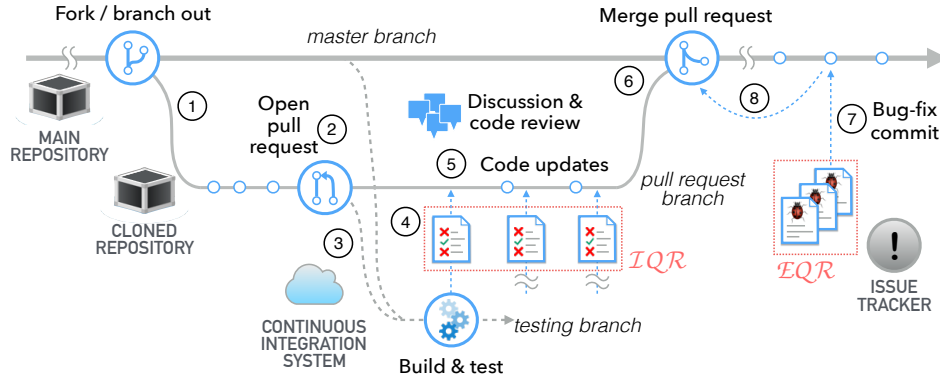 Fork / branch out
Merge pull request
master branch
MAIN
REPOSITORY
1
Open
pull
request
2
Discussion &
code review
6
8
7
Bug-fix
commit
5
Code updates
pull request
branch
CLONED
REPOSITORY
3
4
IQR
EQR
ISSUE
TRACKER
CONTINUOUS
INTEGRATION
SYSTEM
testing branch
Build & test